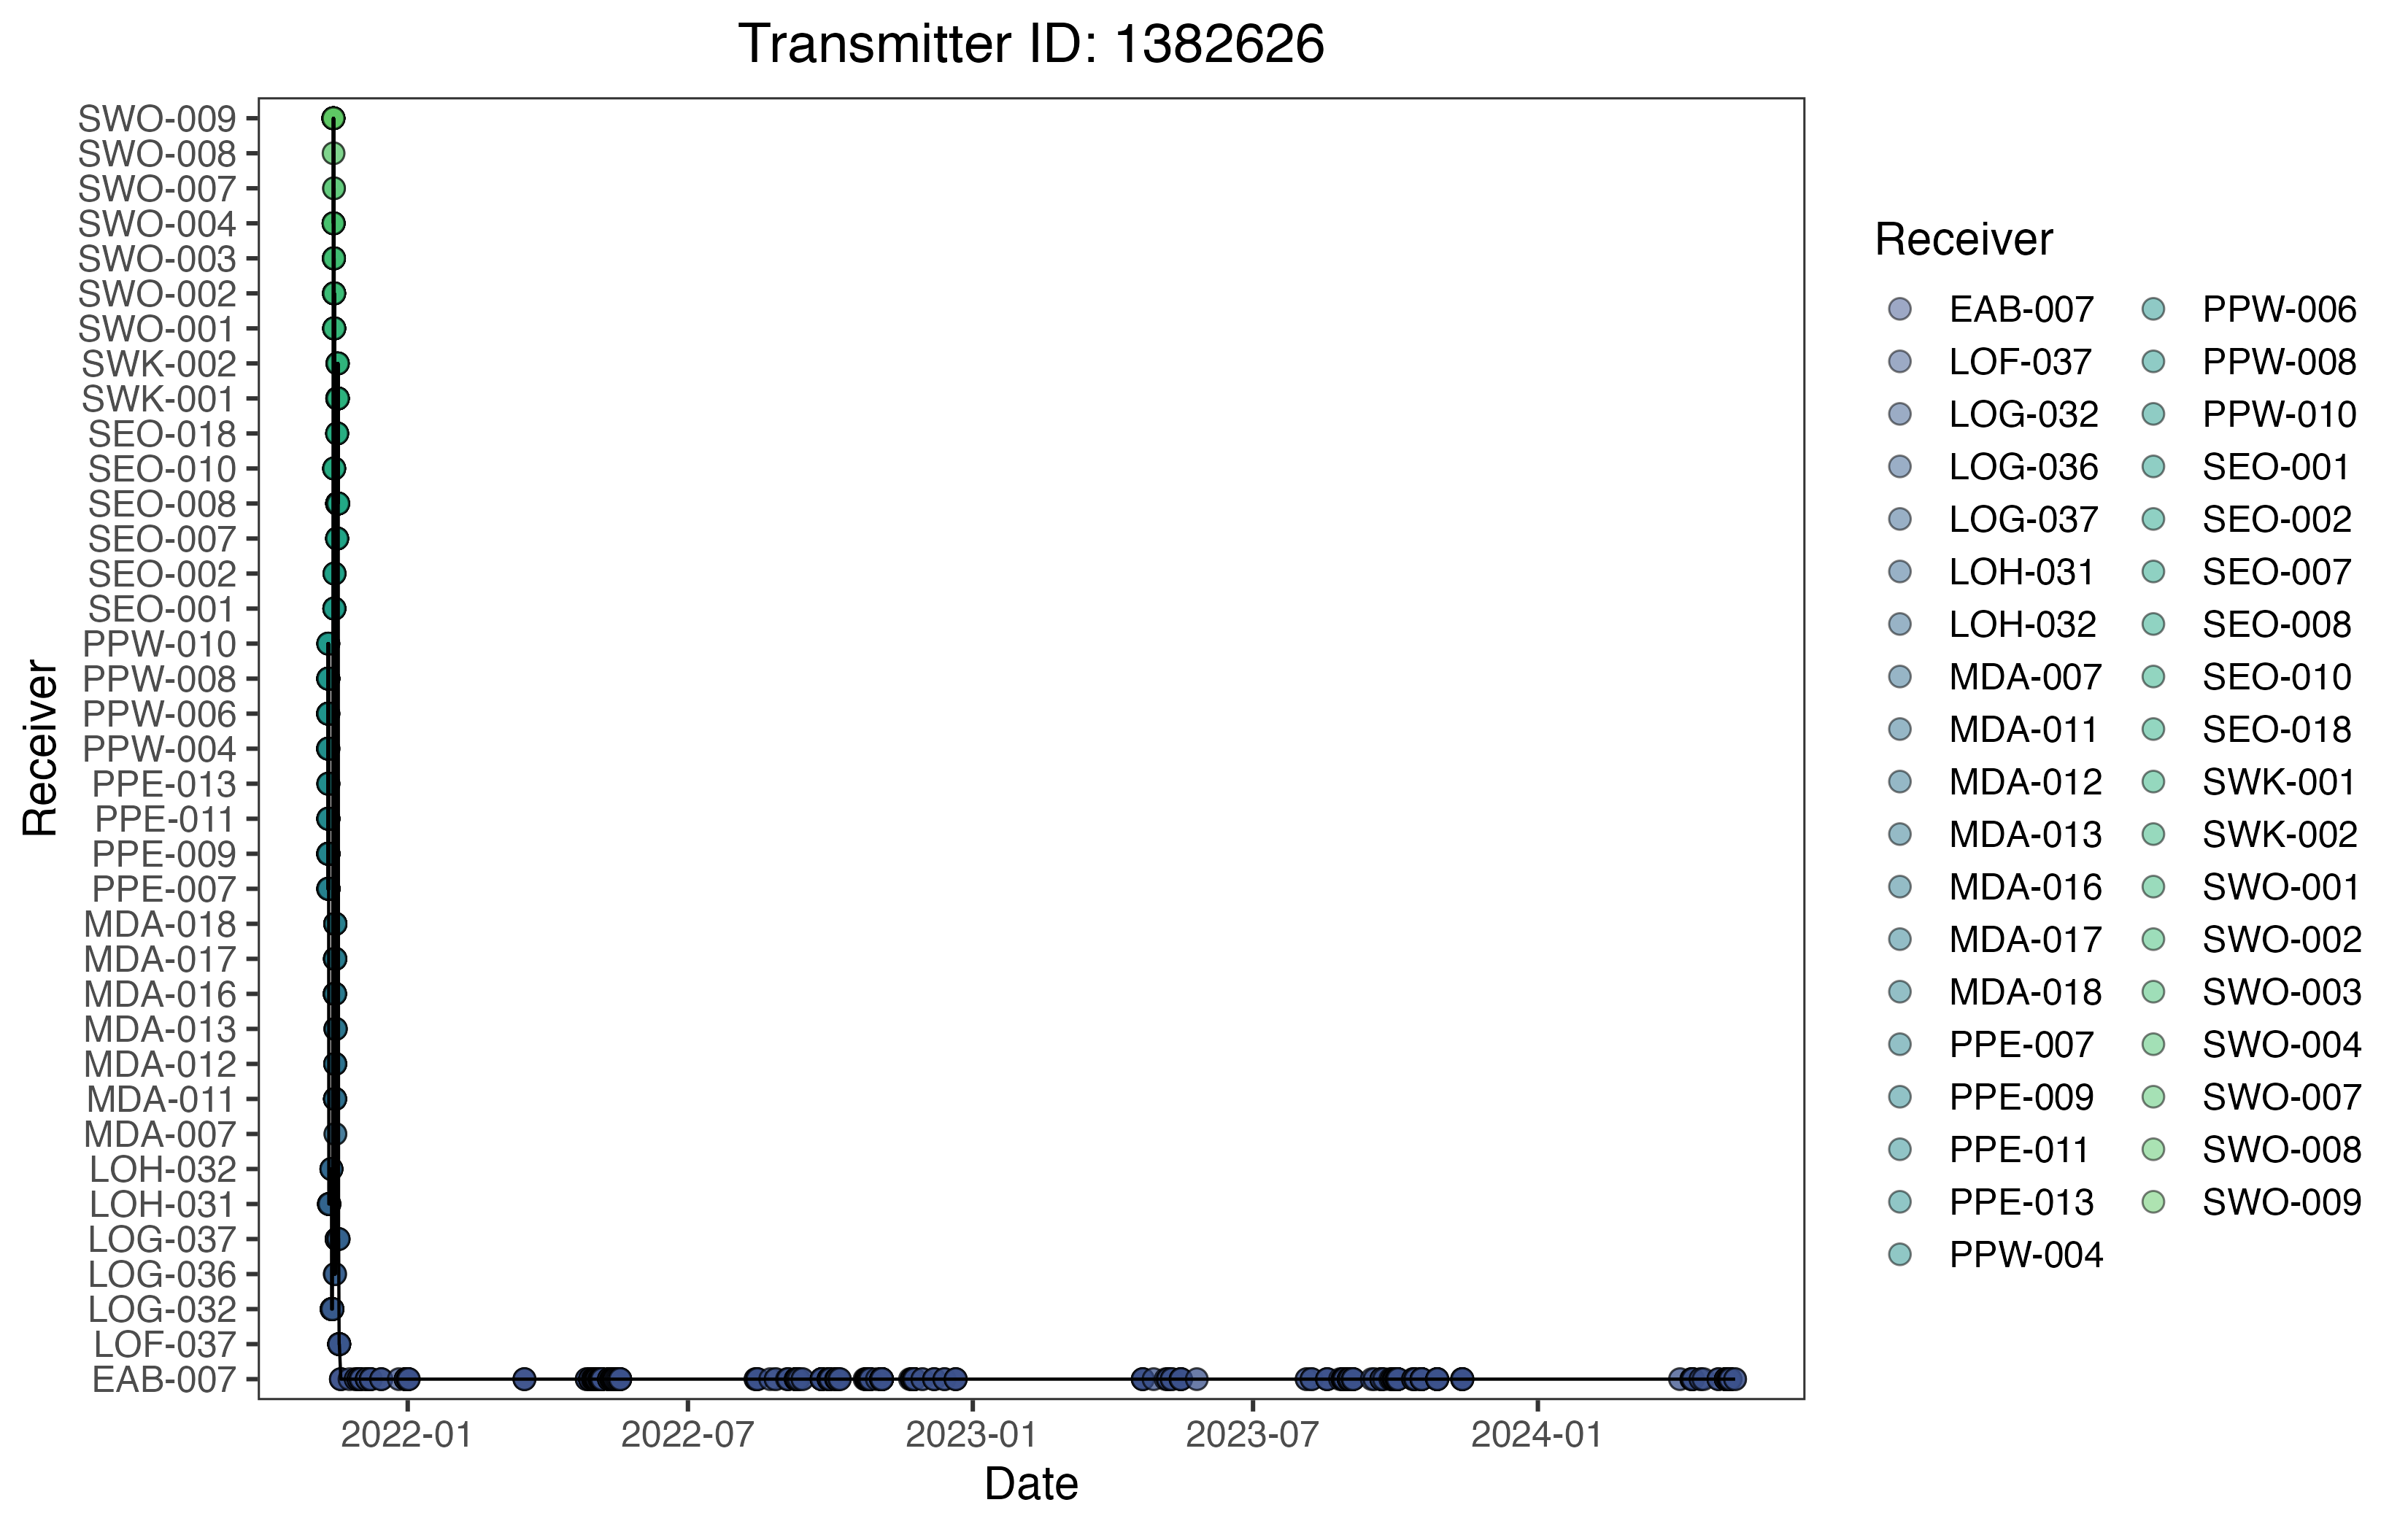 Transmitter ID: 1382626
Receiver
SWO-009
SWO-008
SWO-007
SWO-004
SWO-003
SWO-002
SWO-001
SWK-002
SWK-001
SEO-018
SEO-010
SEO-008
SEO-007
SEO-002
SEO-001
PPW-010
PPW-008
PPW-006
PPW-004
PPE-013
PPE-011
PPE-009
PPE-007
MDA-018
MDA-017
MDA-016
MDA-013
MDA-012
MDA-011
MDA-007
LOH-032
LOH-031
LOG-037
LOG-036
LOG-032
LOF-037
EAB-007
2022-01 2022-07 2023-01 2023-07 2024-01
Date
Receiver
EAB-007
LOF-037
LOG-032
LOG-036
LOG-037
LOH-031
LOH-032
MDA-007
MDA-011
MDA-012
MDA-013
MDA-016
MDA-017
MDA-018
PPE-007
PPE-009
PPE-011
PPE-013
PPW-004
PPW-006
PPW-008
PPW-010
SEO-001
SEO-002
SEO-007
SEO-008
SEO-010
SEO-018
SWK-001
SWK-002
SWO-001
SWO-002
SWO-003
SWO-004
SWO-007
SWO-008
SWO-009